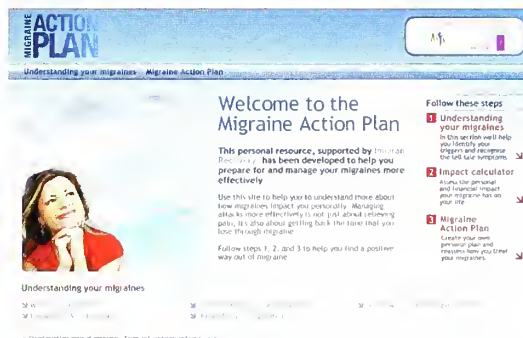 MIGRAINE ACTION PLAN
Understanding your migraines Migraine Action Plan
Welcome to the
Migraine Action Plan
This personal resource, supported by
has been developed to help you
prepare for and manage your migraines more
effectively
Use this site to help you to understand more about
how migraines impact you personally. Managing
attacks more effectively is not just about relieving
pain, it's also about getting back the time that you
lose through migraine
Follow steps 1, 2, and 3 to help you find a positive
way out of migraine
Follow these steps
1 Understanding
your migraines
In this section we'll help
you identify your
triggers and recognise
the tell tale symptoms
2 Impact calculator
Assess the personal
and financial impact
your migraine has on
your life
3 Migraine
Action Plan
Create your own
personal plan and
reassess how you treat
your migraines
Understanding your migraines